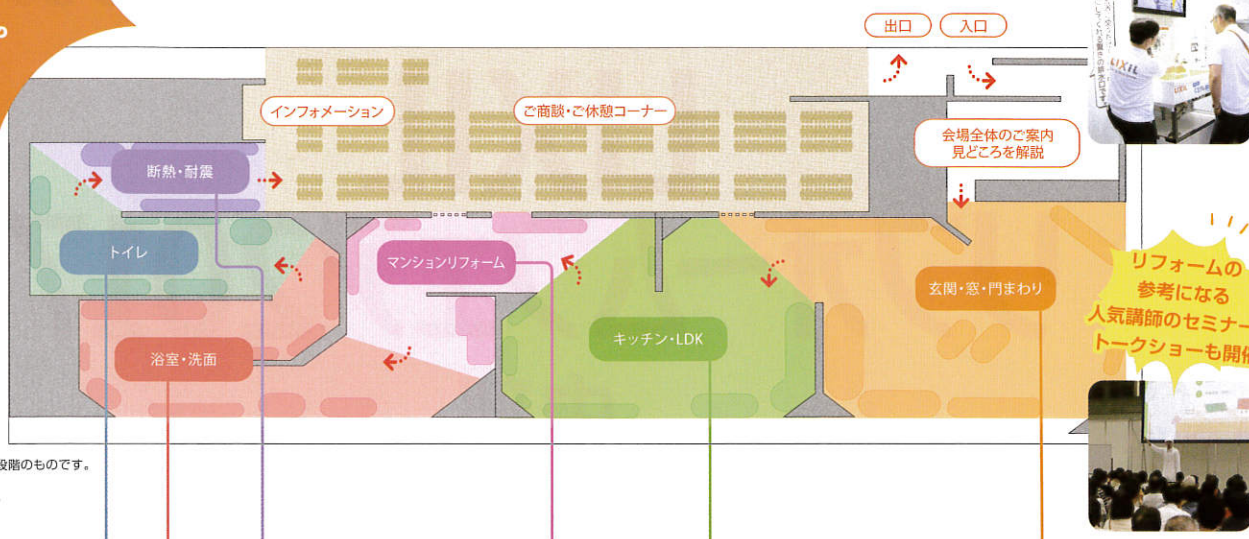 出口
入口
インフォメーション
ご商談・ご休憩コーナー
会場全体のご案内
見どころを解説
断熱・耐震
トイレ
マンションリフォーム
玄関・窓・門まわり
キッチン・LDK
浴室・洗面
リフォームの
参考になる
人気講師のセミナー
トークショーも開催
段階のものです。
LIXIL
LIXIL